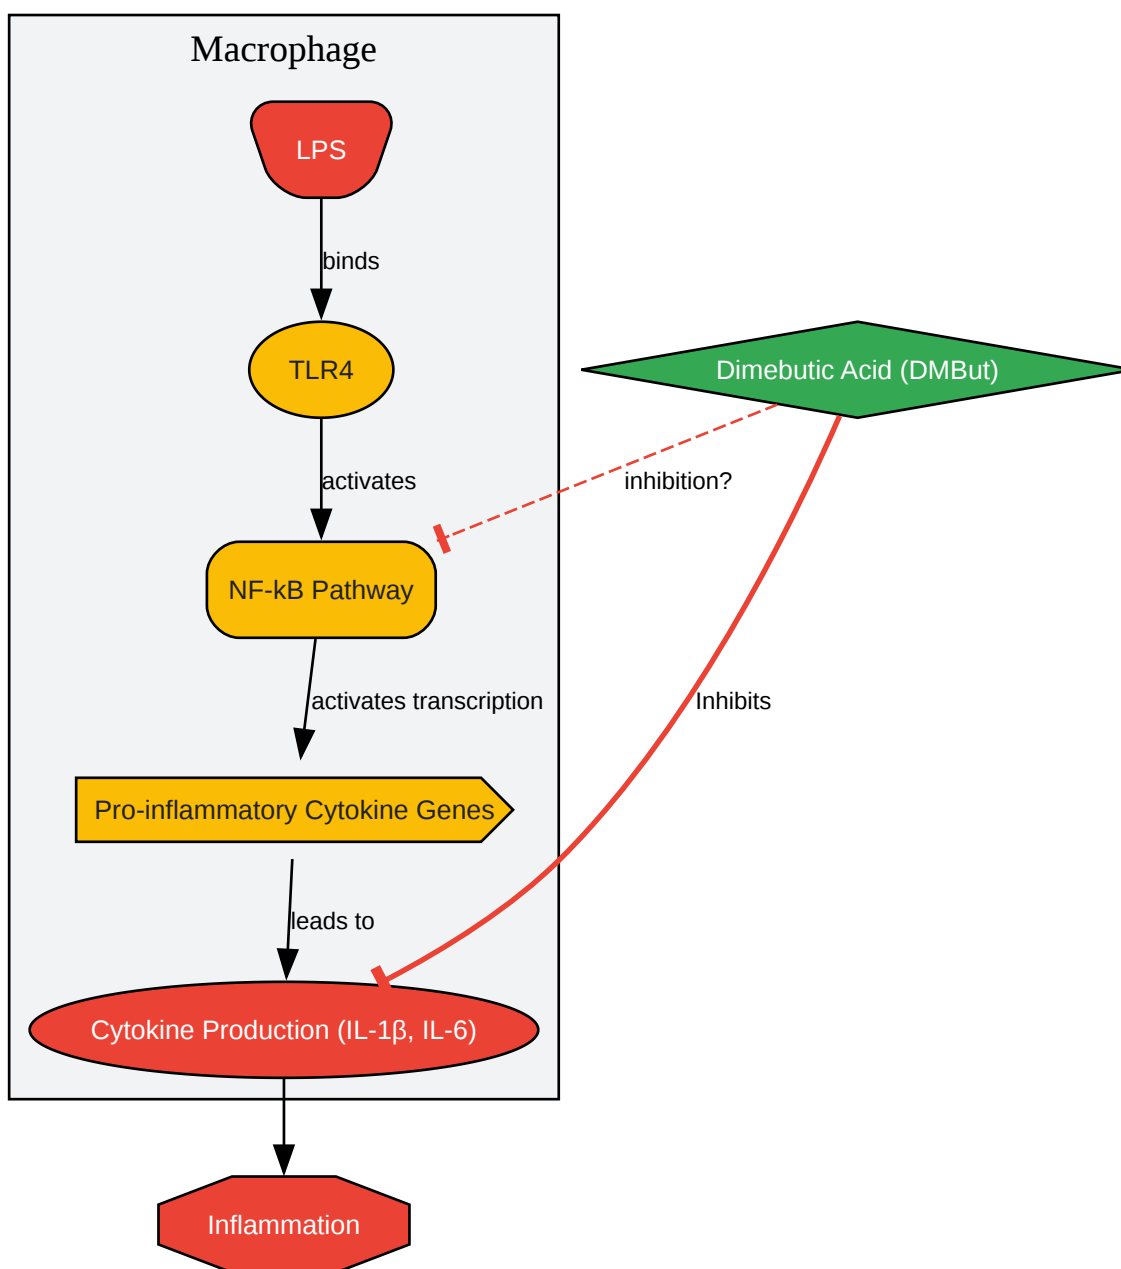 Macrophage
LPS
binds
TLR4
Dimebutic Acid (DMBut)
activates
inhibition?
NF-kB Pathway
activates transcription
Inhibits
Pro-inflammatory Cytokine Genes
leads to
Cytokine Production (IL-1β, IL-6)
Inflammation